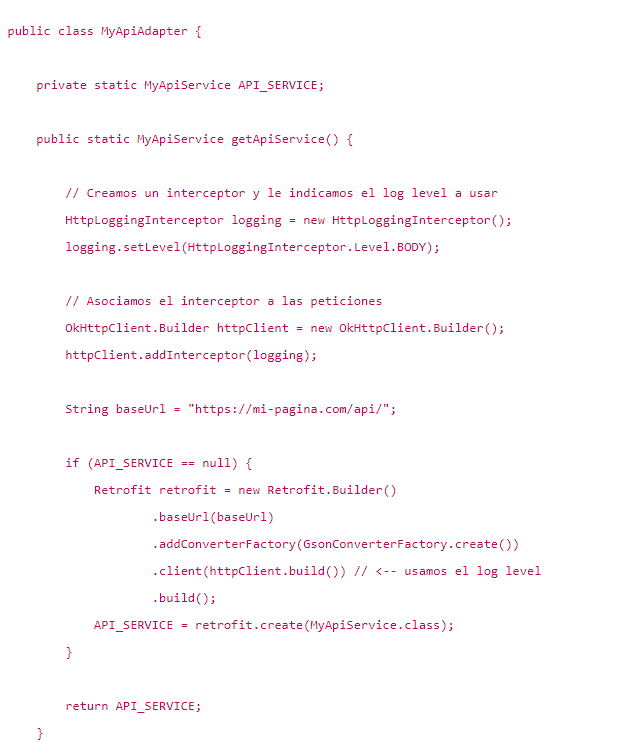 public class MyApiAdapter {
private static MyApiService API_SERVICE;
public static MyApiService getApiService() {
// Creamos un interceptor y le indicamos el log level a usar
HttpLoggingInterceptor logging = new HttpLoggingInterceptor();
logging.setLevel(HttpLoggingInterceptor.Level.BODY);
// Asociamos el interceptor a las peticiones
OkHttpClient.Builder httpClient = new OkHttpClient.Builder();
httpClient.addInterceptor(logging);
String baseUrl = "https://mi-pagina.com/api/";
if (API_SERVICE == null) {
Retrofit retrofit = new Retrofit.Builder()
.baseUrl(baseUrl)
.addConverterFactory(GsonConverterFactory.create())
.client(httpClient.build()) // <-- usamos el log level
.build();
API_SERVICE = retrofit.create(MyApiService.class);
}
return API_SERVICE;
}